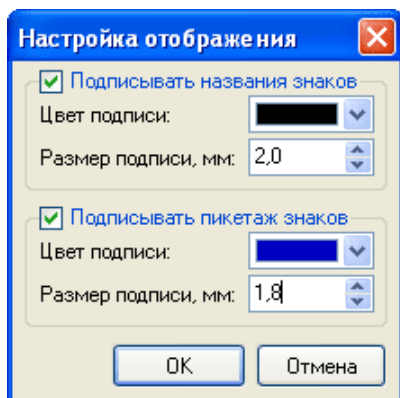 Настройка отображения
Подписывать названия знаков
Цвет подписи:
Размер подписи, мм: 2,0
Подписывать пикетаж знаков
Цвет подписи:
Размер подписи, мм: 1,8
OK Отмена